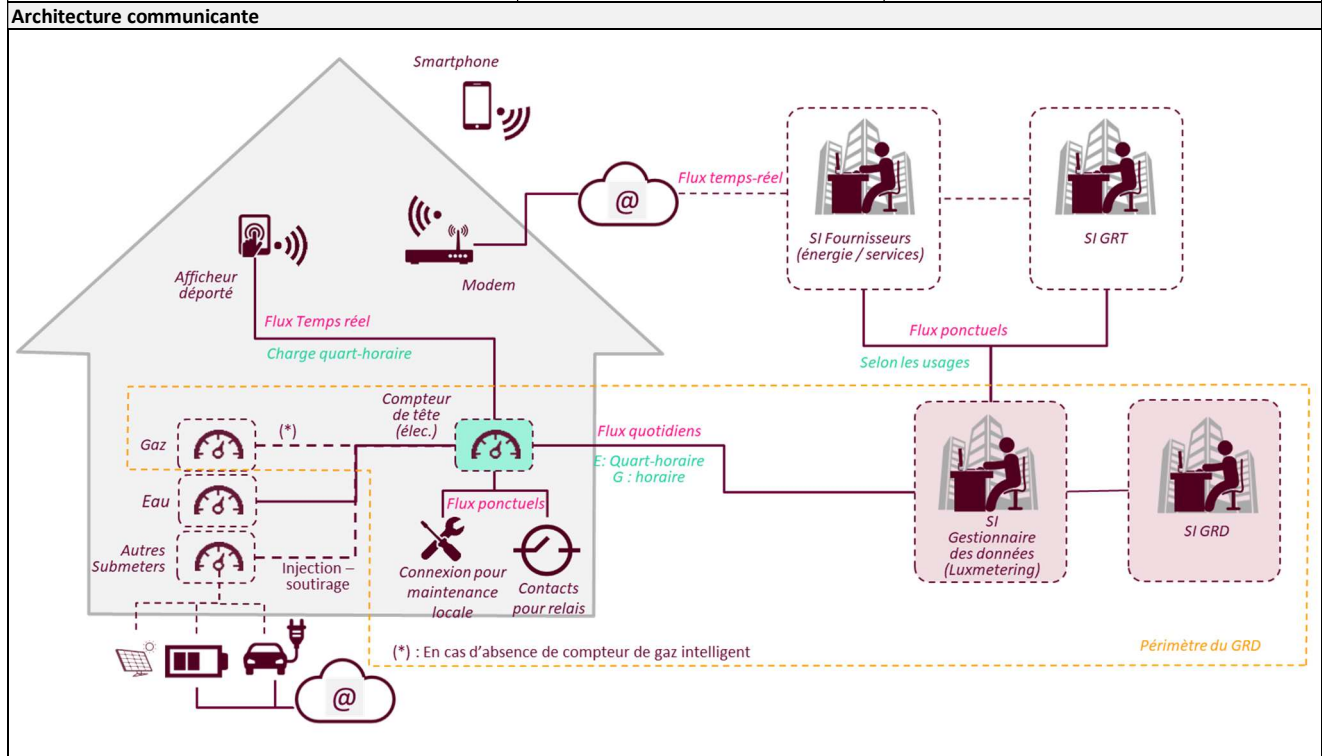 Architecture communicante
Smartphone
@
Flux temps-réel
SI Fournisseurs
(énergie / services)
SI GRT
Afficheur
déporté
Modem
Flux Temps réel
Charge quart-horaire
Flux ponctuels
Selon les usages
Compteur
de tête
(élec.)
Gaz
(*)
Flux quotidiens
E: Quart-horaire
G : horaire
Eau
Flux ponctuels
Autres
Submeters
Injection –
soutirage
Connexion pour
maintenance
locale
Contacts
pour relais
SI
Gestionnaire
des données
(Luxmetering)
SI GRD
(*) : En cas d'absence de compteur de gaz intelligent
Périmètre du GRD
@